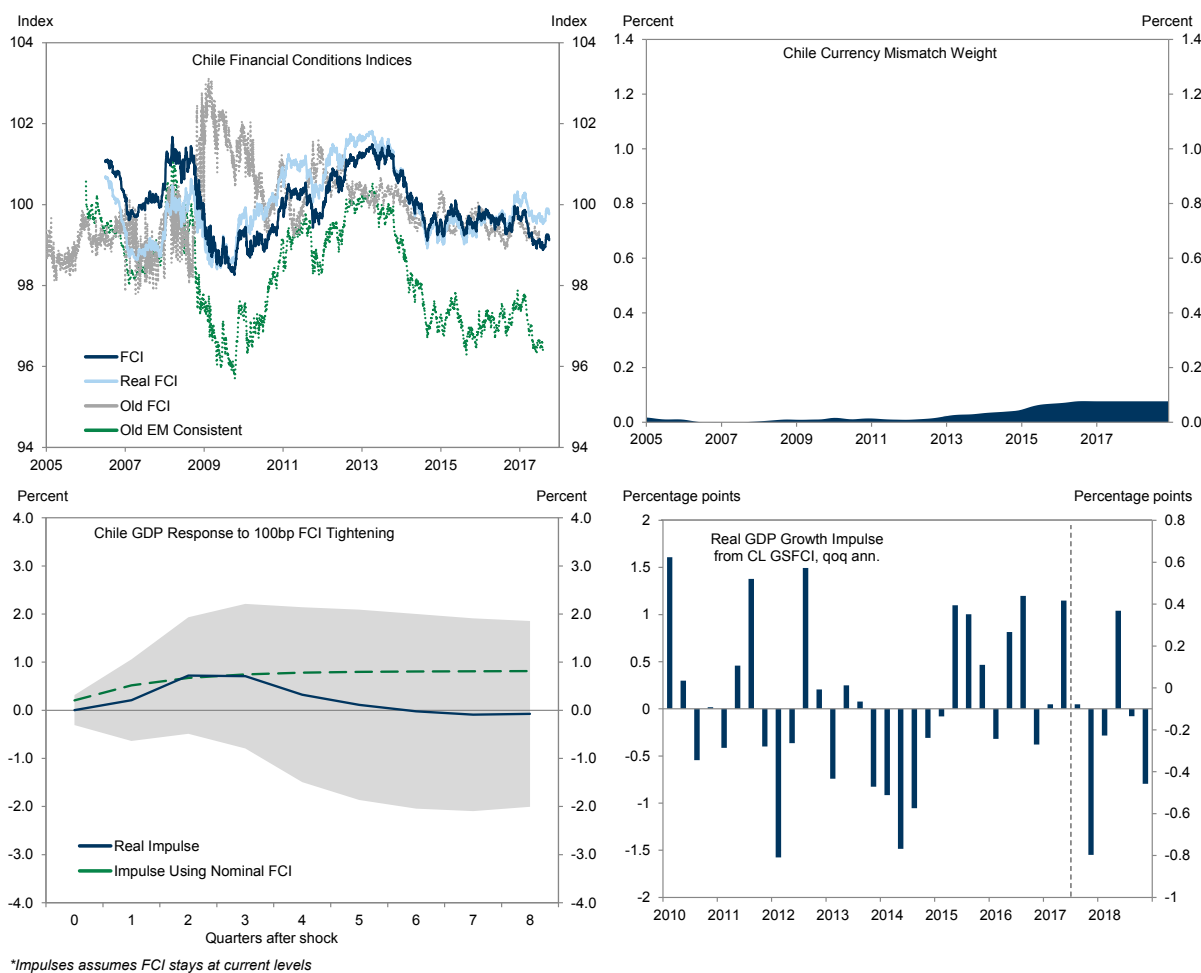 Index
Index
104
102
100
98
96
94
104
102
100
98
96
94
Chile Financial Conditions Indices
FCI
Real FCI
Old FCI
Old EM Consistent
2005 2007 2009 2011 2013 2015 2017
Percent
Percent
1.4
1.2
1.0
0.8
0.6
0.4
0.2
0.0
1.4
1.2
1.0
0.8
0.6
0.4
0.2
0.0
Chile Currency Mismatch Weight
2005 2007 2009 2011 2013 2015 2017
Percent
Percent
4.0
3.0
2.0
1.0
0.0
-1.0
-2.0
-3.0
-4.0
4.0
3.0
2.0
1.0
0.0
-1.0
-2.0
-3.0
-4.0
Chile GDP Response to 100bp FCI Tightening
Real Impulse
Impulse Using Nominal FCI
0 1 2 3 4 5 6 7 8
Quarters after shock
Percentage points
Percentage points
2
1.5
1
0.5
0
-0.5
-1
-1.5
-2
0.8
0.6
0.4
0.2
0
-0.2
-0.4
-0.6
-0.8
-1
Real GDP Growth Impulse
from CL GSFCI, qoq ann.
2010 2011 2012 2013 2014 2015 2016 2017 2018
*Impulses assumes FCI stays at current levels